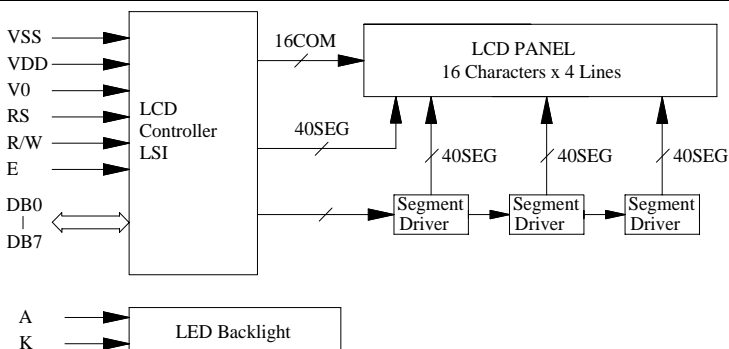 VSS
VDD
V0
RS
R/W
E
DB0
|
DB7
LCD
Controller
LSI
16COM
40SEG
LCD PANEL
16 Characters x 4 Lines
40SEG
40SEG
40SEG
Segment
Driver
Segment
Driver
Segment
Driver
A
K
LED Backlight